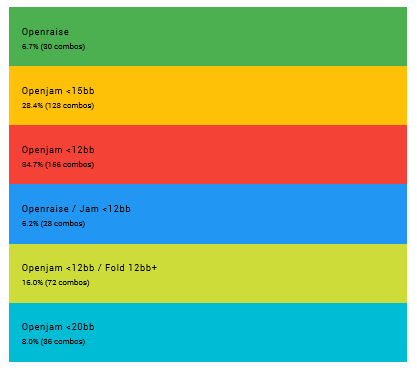 Openraise
6.7% (30 combos)
Openjam <15bb
28.4% (128 combos)
Openjam <12bb
34.7% (156 combos)
Openraise / Jam <12bb
6.2% (28 combos)
Openjam <12bb / Fold 12bb+
16.0% (72 combos)
Openjam <20bb
8.0% (36 combos)